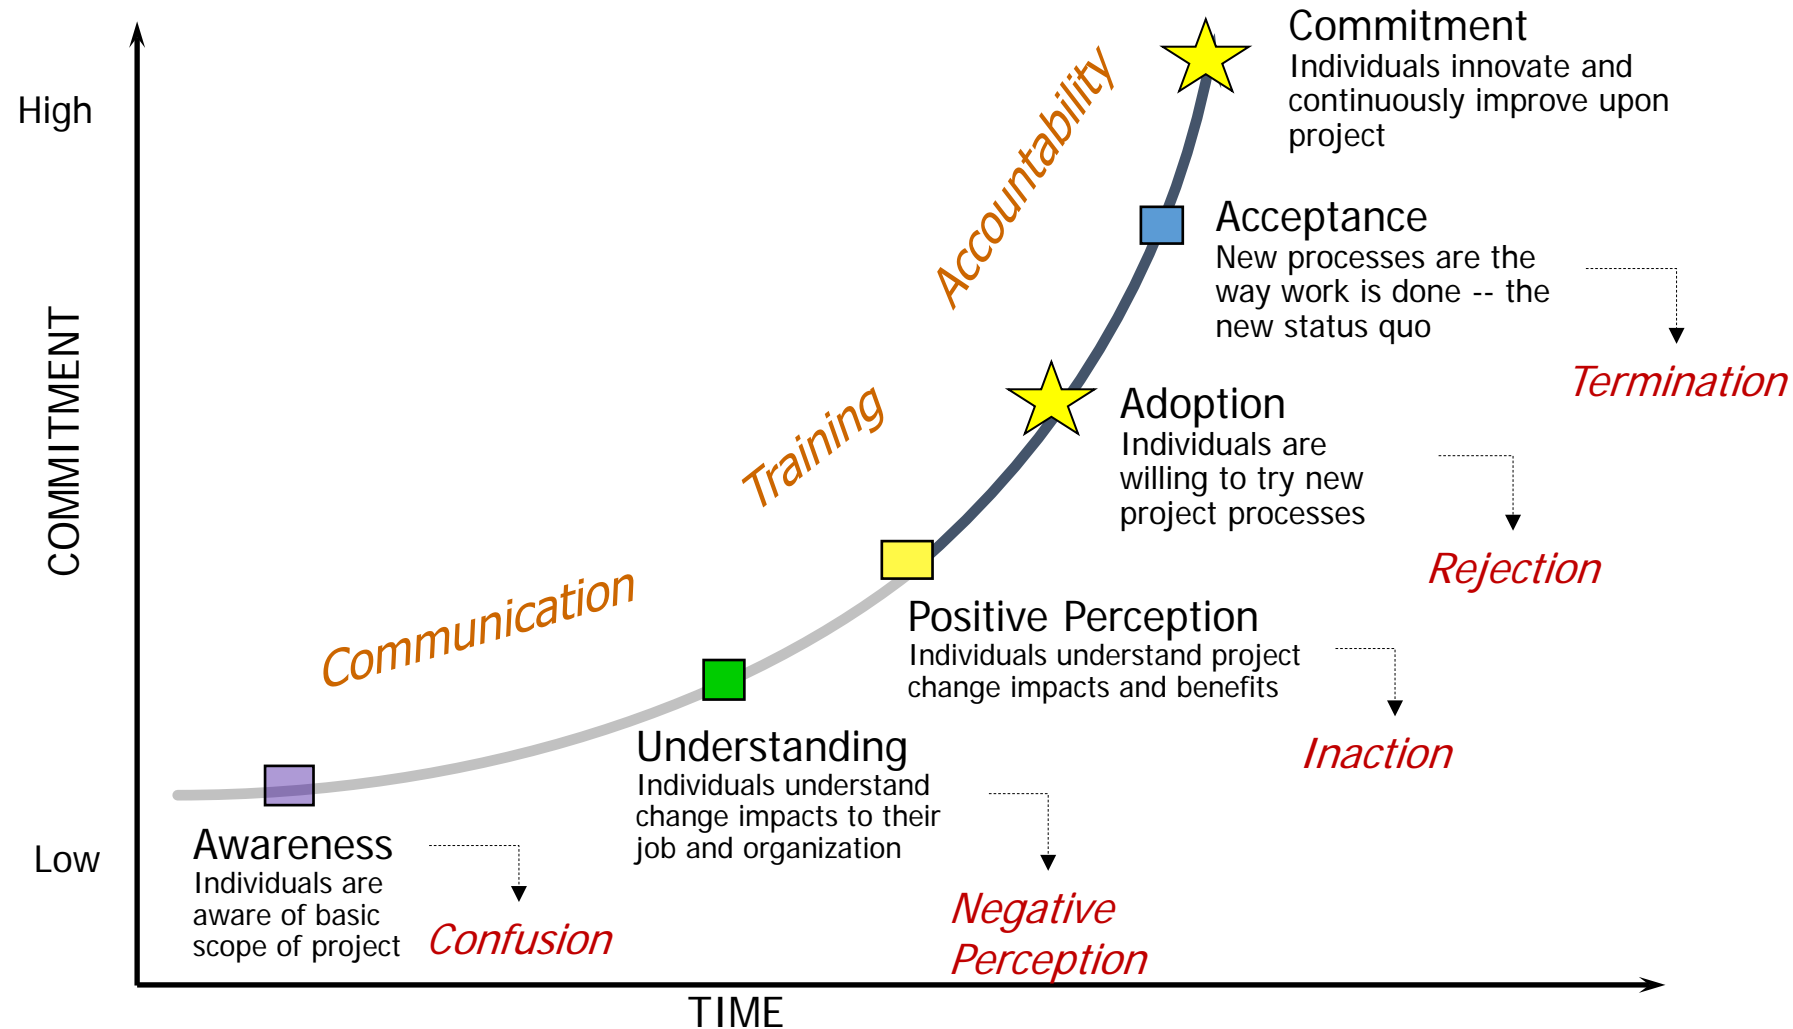 Commitment
Individuals innovate and
continuously improve upon
project
High
Accountability
Acceptance
New processes are the
way work is done -- the
new status quo
Termination
COMMITMENT
Training
Adoption
Individuals are
willing to try new
project processes
Rejection
Communication
Positive Perception
Individuals understand project
change impacts and benefits
Inaction
Understanding
Individuals understand
change impacts to their
job and organization
Negative
Perception
Low
Awareness
Individuals are
aware of basic
scope of project
Confusion
TIME